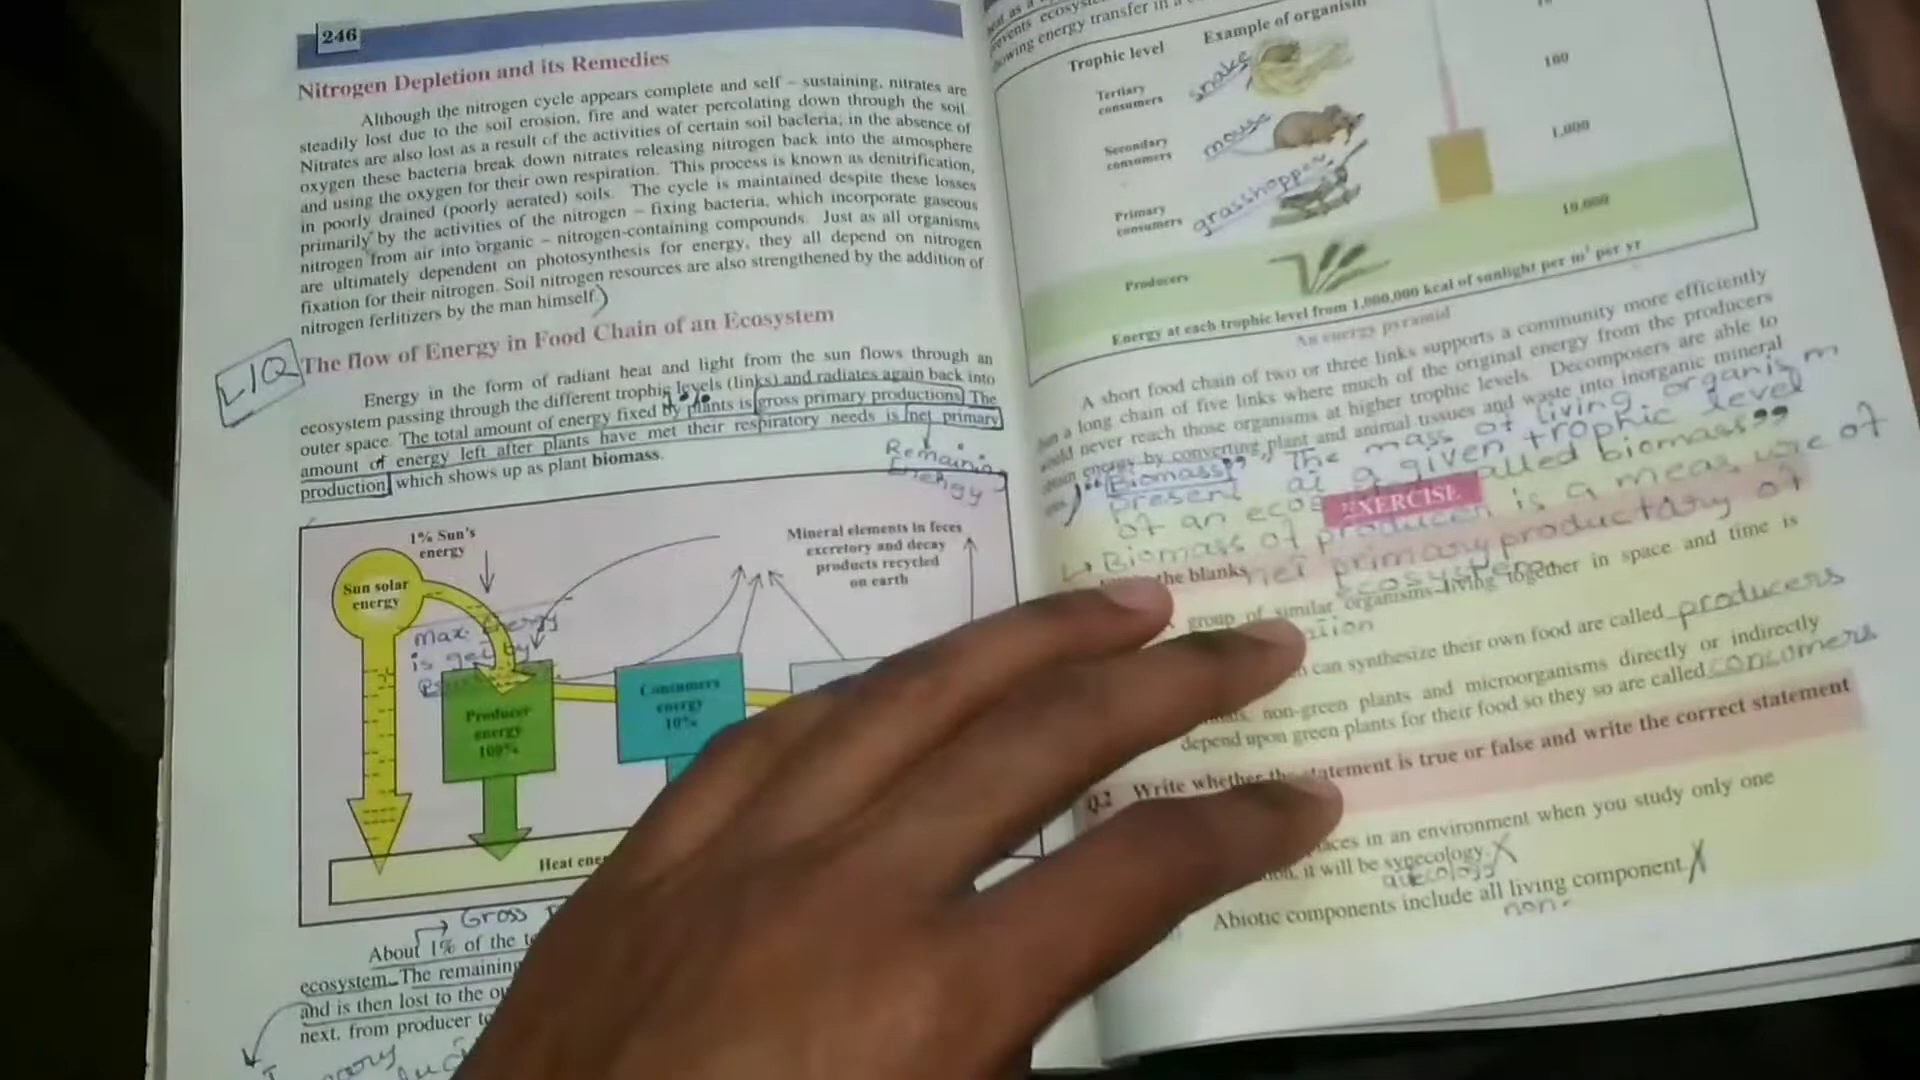 246
Nitrogen Depletion and its Remedies
Although the nitrogen cycle appears complete and self – sustaining, nitrates are
steadily lost due to the soil erosion, fire and water percolating down through the soil.
Nitrates are also lost as a result of the activities of certain soil bacteria; in the absence of
oxygen these bacteria break down nitrates releasing nitrogen back into the atmosphere
and using the oxygen for their own respiration. This process is known as denitrification,
in poorly drained (poorly aerated) soils. The cycle is maintained despite these losses
primarily by the activities of the nitrogen – fixing bacteria, which incorporate gaseous
nitrogen from air into organic – nitrogen-containing compounds. Just as all organisms
are ultimately dependent on photosynthesis for energy, they all depend on nitrogen
fixation for their nitrogen. Soil nitrogen resources are also strengthened by the addition of
nitrogen ferlitizers by the man himself.)
LIQ
The flow of Energy in Food Chain of an Ecosystem
Energy in the form of radiant heat and light from the sun flows through an
ecosystem passing through the different trophic levels (links) and radiates again back into
outer space. The total amount of energy fixed by plants is gross primary productions The
amount of energy left after plants have met their respiratory needs is net primary
production, which shows up as plant biomass.
Remaining
Energy
1% Sun's
energy
Sun solar
energy
Mineral elements in feces
excretory and decay
products recycled
on earth
max. Energy
is get by
Producer
energy
100%
Consumers
energy
10%
Heat
Gross
About 1% of the
ecosystem. The remaining
and is then lost to the
next, from producer
showing energy transfer in a
Trophic level
Example of organism
Tertiary
consumers
snake
100
Secondary
consumers
mouse
1,000
Primary
consumers
grasshopper
10,000
Producers
Energy at each trophic level from 1,000,000 kcal of sunlight per m² per yr
An energy pyramid
A short food chain of two or three links supports a community more efficiently
a long chain of five links where much of the original energy from the producers
would never reach those organisms at higher trophic levels. Decomposers are able to
obtain energy by converting plant and animal tissues and waste into inorganic mineral
"Biomass", The mass of living organism
present at a given trophic level
of an called biomass"
EXERCISE
→ Biomass of producer is a measure of
net primary productary of
the blanks
ecosystem
group of similar organisms living together in space and time is
can synthesize their own food are called producers
non-green plants and microorganisms directly or indirectly
depend upon green plants for their food so they so are called concomers
Q.2 Write whether the statement is true or false and write the correct statement
in an environment when you study only one
it will be synecology. X
autecology
Abiotic components include all living component. X
non-